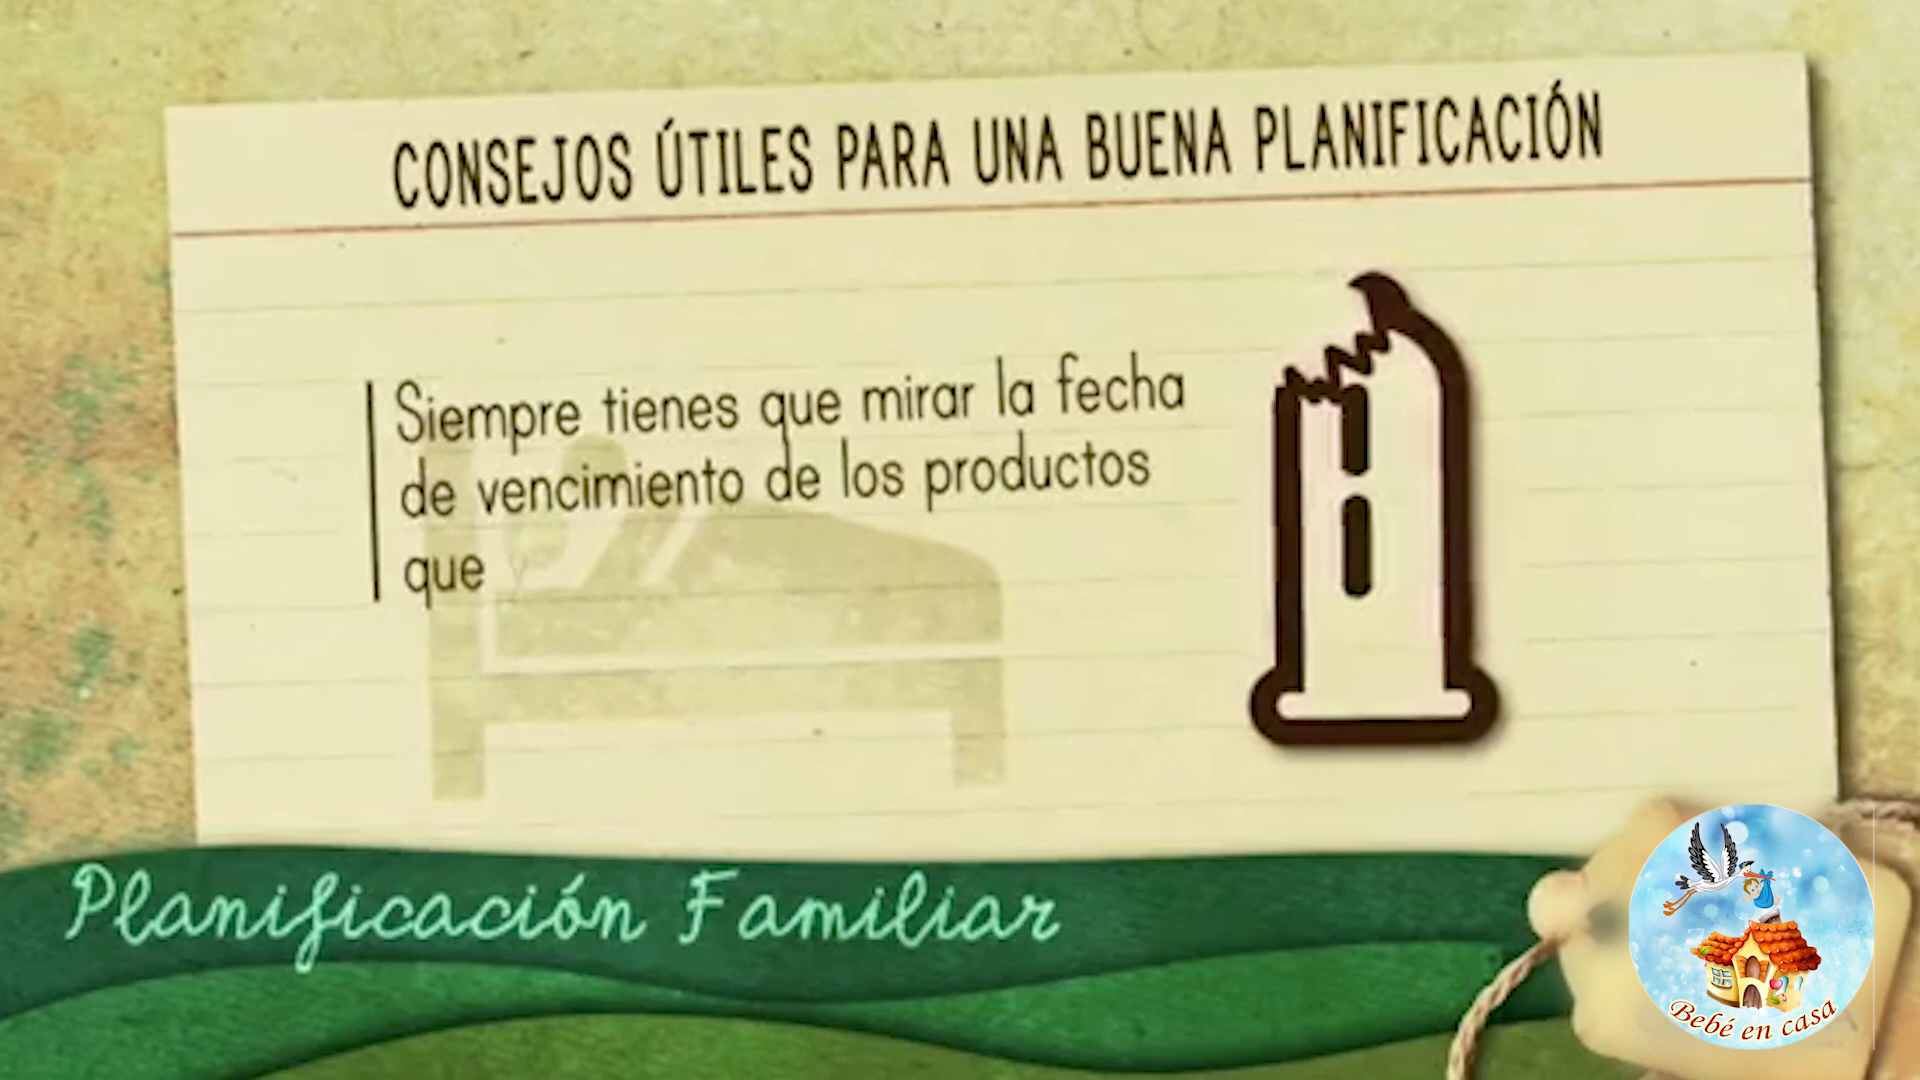 CONSEJOS ÚTILES PARA UNA BUENA PLANIFICACIÓN
Siempre tienes que mirar la fecha
de vencimiento de los productos
que
Planificación Familiar
Bebé en casa